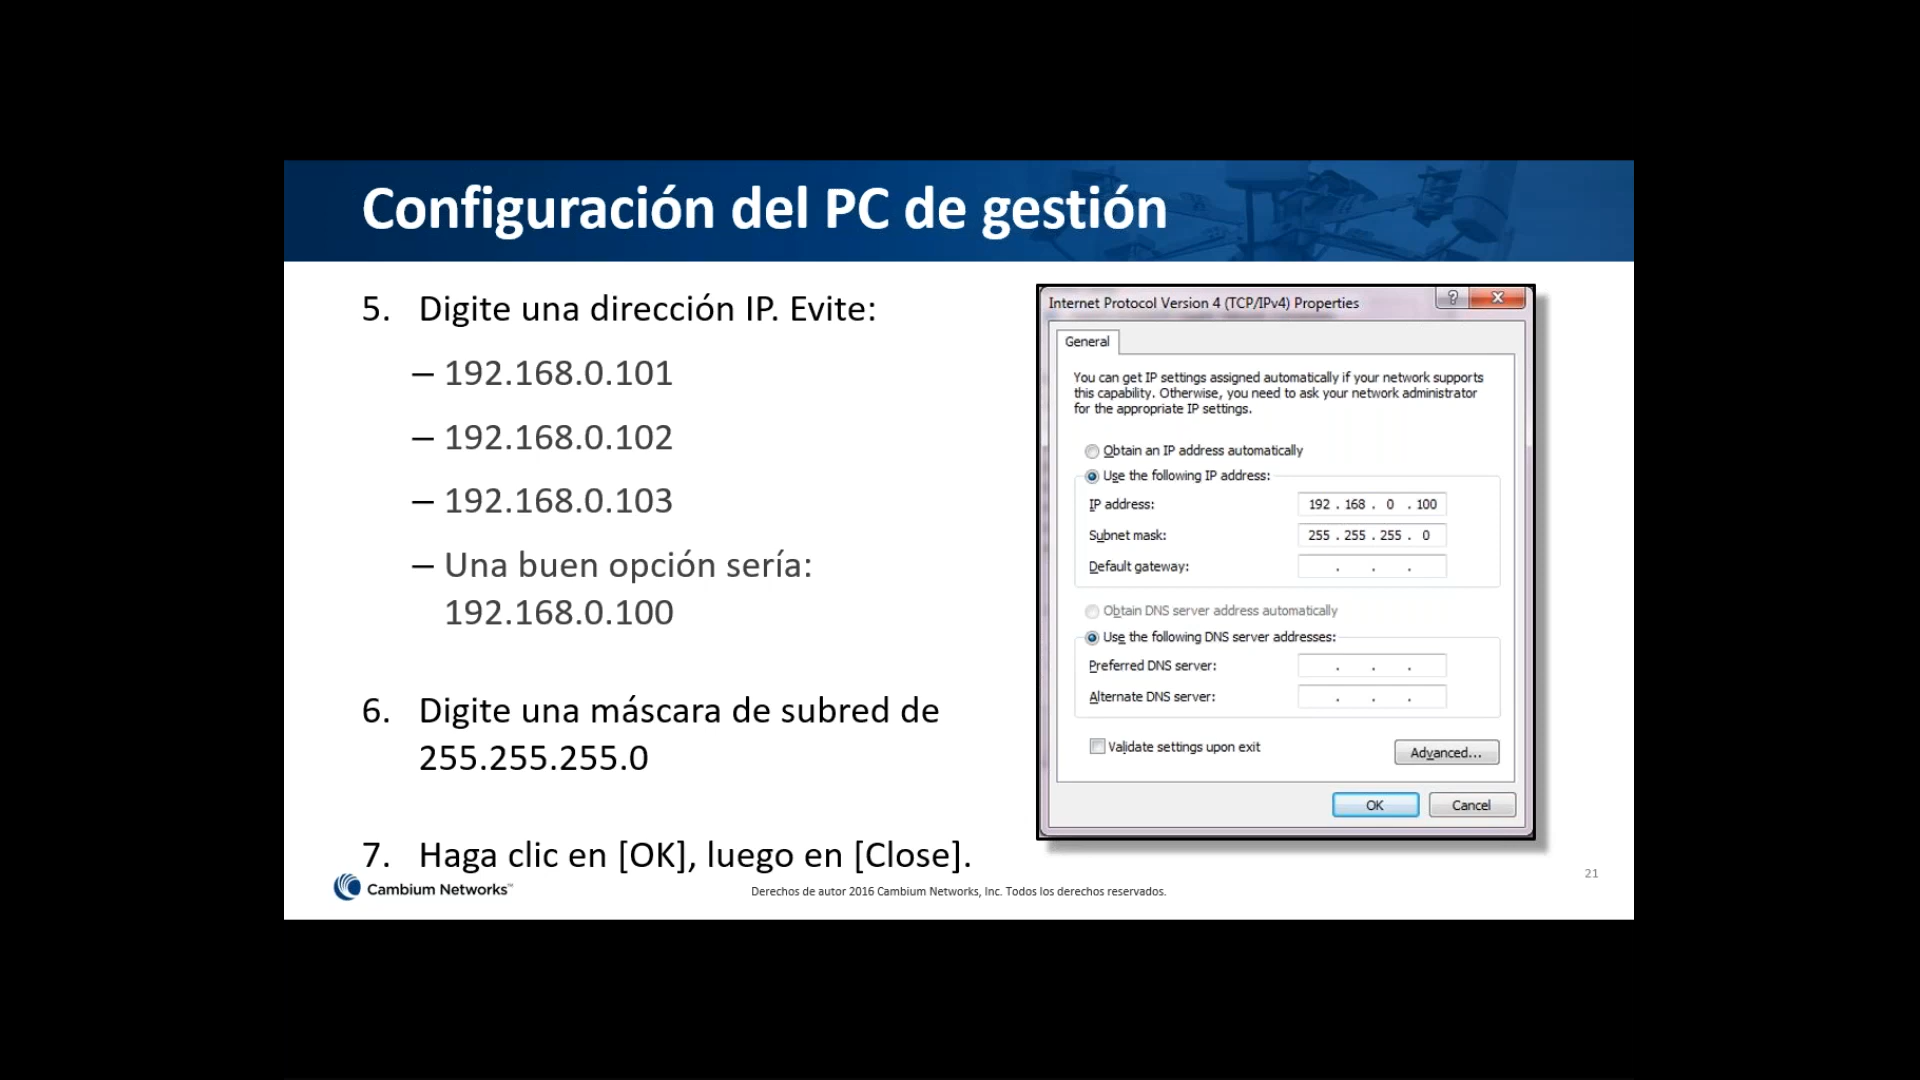 Configuración del PC de gestión
5. Digite una dirección IP. Evite:
– 192.168.0.101
– 192.168.0.102
– 192.168.0.103
– Una buen opción sería:
192.168.0.100
6. Digite una máscara de subred de
255.255.255.0
7. Haga clic en [OK], luego en [Close].
Internet Protocol Version 4 (TCP/IPv4) Properties
?
X
General
You can get IP settings assigned automatically if your network supports
this capability. Otherwise, you need to ask your network administrator
for the appropriate IP settings.
Obtain an IP address automatically
Use the following IP address:
IP address: 192 . 168 . 0 . 100
Subnet mask: 255 . 255 . 255 . 0
Default gateway: . . .
Obtain DNS server address automatically
Use the following DNS server addresses:
Preferred DNS server: . . .
Alternate DNS server: . . .
Validate settings upon exit
Advanced...
OK Cancel
Cambium Networks™
Derechos de autor 2016 Cambium Networks, Inc. Todos los derechos reservados.
21